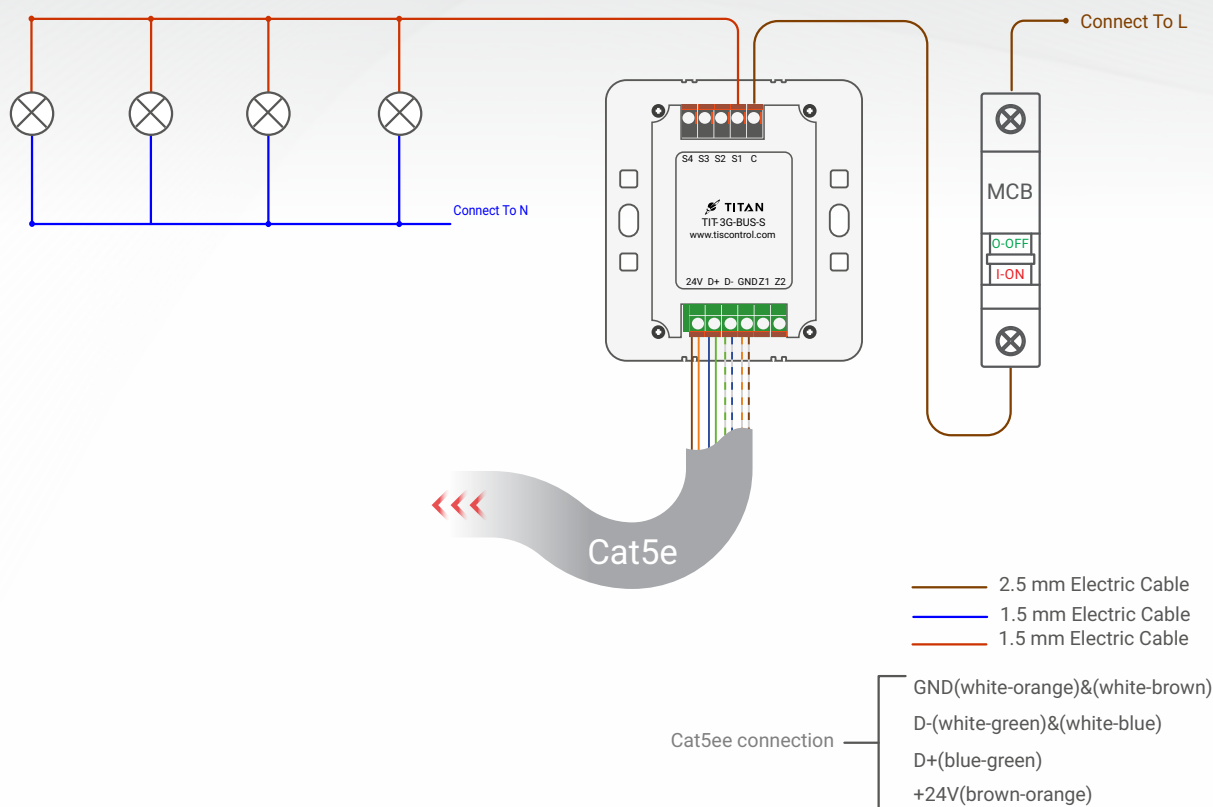 Connect To L
Connect To N
S4 S3 S2 S1 C
TITAN
TIT-3G-BUS-S
www.tiscontrol.com
24V D+ D- GND Z1 Z2
MCB
O-OFF
I-ON
Cat5e
2.5 mm Electric Cable
1.5 mm Electric Cable
1.5 mm Electric Cable
Cat5ee connection
GND(white-orange)&(white-brown)
D-(white-green)&(white-blue)
D+(blue-green)
+24V(brown-orange)